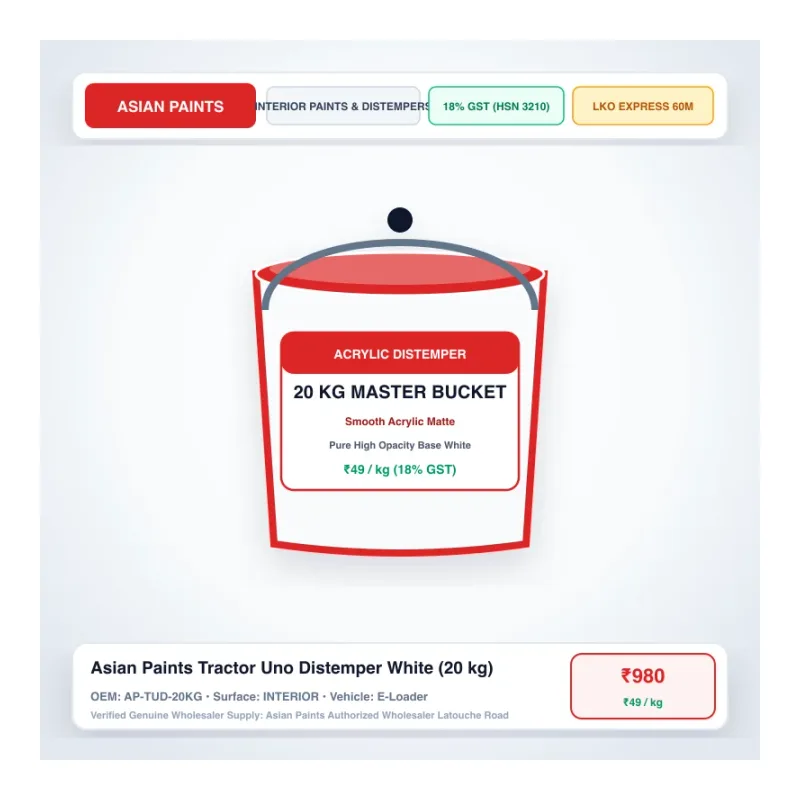 ASIAN PAINTS
INTERIOR PAINTS & DISTEMPERS
18% GST (HSN 3210)
LKO EXPRESS 60M
ACRYLIC DISTEMPER
20 KG MASTER BUCKET
Smooth Acrylic Matte
Pure High Opacity Base White
₹49 / kg (18% GST)
Asian Paints Tractor Uno Distemper White (20 kg)
OEM: AP-TUD-20KG • Surface: INTERIOR • Vehicle: E-Loader
Verified Genuine Wholesaler Supply: Asian Paints Authorized Wholesaler Latouche Road
₹980
₹49 / kg